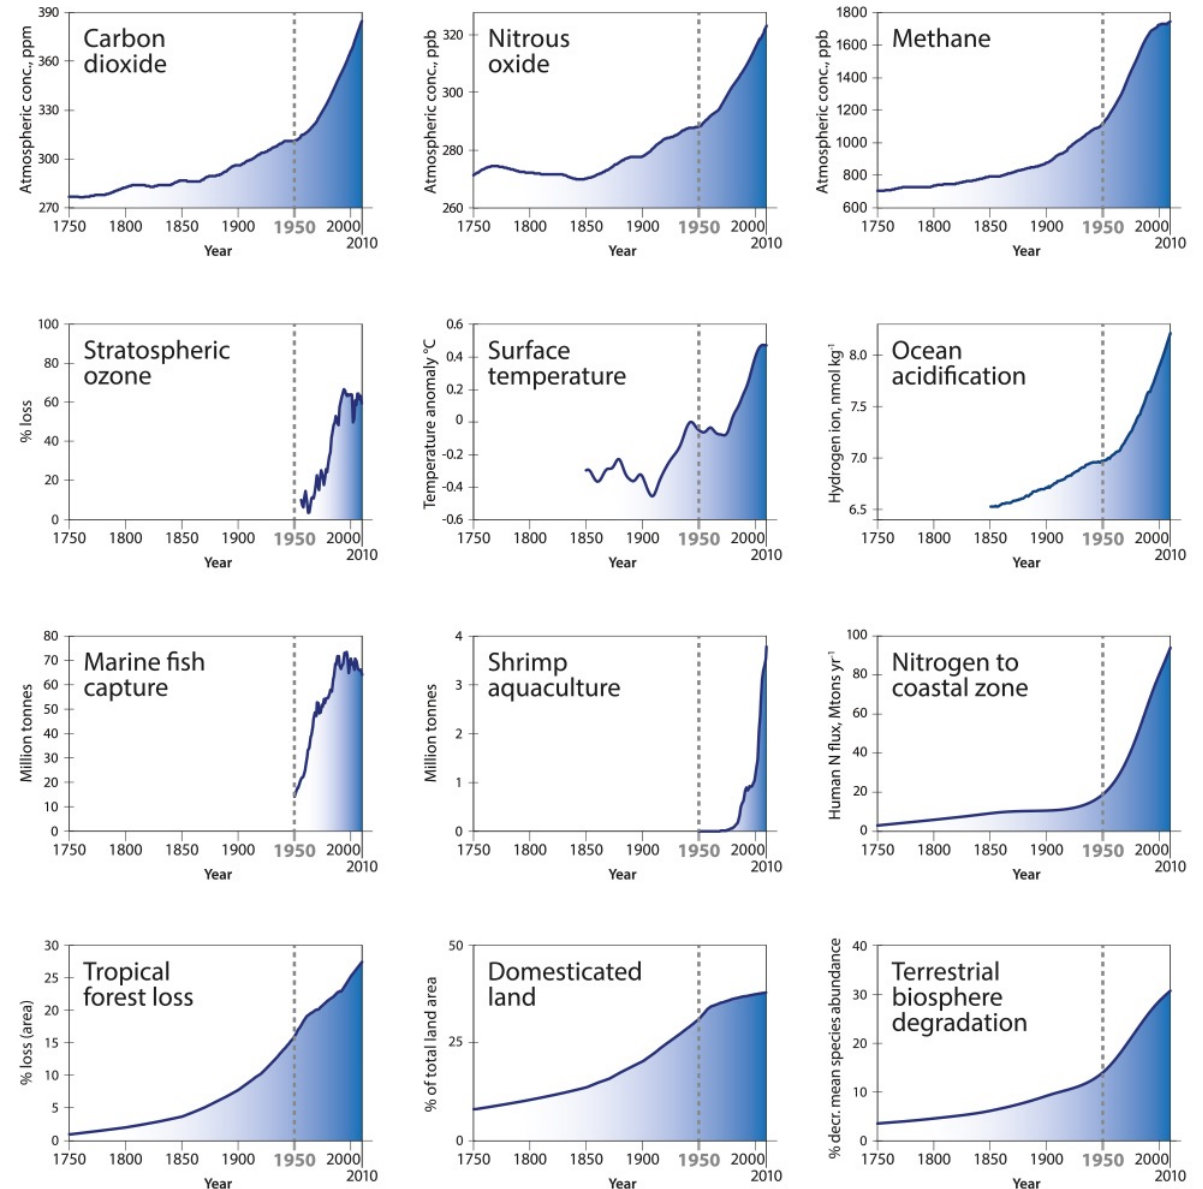 Carbon
dioxide
Atmospheric conc., ppm
390
360
330
300
270
1750 1800 1850 1900 1950 2000
2010
Year
Nitrous
oxide
Atmospheric conc., ppb
320
300
280
260
1750 1800 1850 1900 1950 2000
2010
Year
Methane
Atmospheric conc., ppb
1800
1600
1400
1200
1000
800
600
1750 1800 1850 1900 1950 2000
2010
Year
Stratospheric
ozone
% loss
100
80
60
40
20
0
1750 1800 1850 1900 1950 2000
2010
Year
Surface
temperature
Temperature anomaly °C
0.6
0.4
0.2
0
-0.2
-0.4
-0.6
1750 1800 1850 1900 1950 2000
2010
Year
Ocean
acidification
Hydrogen ion, nmol kg⁻¹
8.0
7.5
7.0
6.5
1750 1800 1850 1900 1950 2000
2010
Year
Marine fish
capture
Million tonnes
80
70
60
50
40
30
20
10
0
1750 1800 1850 1900 1950 2000
2010
Year
Shrimp
aquaculture
Million tonnes
4
3
2
1
0
1750 1800 1850 1900 1950 2000
2010
Year
Nitrogen to
coastal zone
Human N flux, Mtons yr⁻¹
100
80
60
40
20
0
1750 1800 1850 1900 1950 2000
2010
Year
Tropical
forest loss
% loss (area)
30
25
20
15
10
5
0
1750 1800 1850 1900 1950 2000
2010
Year
Domesticated
land
% of total land area
50
25
0
1750 1800 1850 1900 1950 2000
2010
Year
Terrestrial
biosphere
degradation
% decr. mean species abundance
40
30
20
10
0
1750 1800 1850 1900 1950 2000
2010
Year